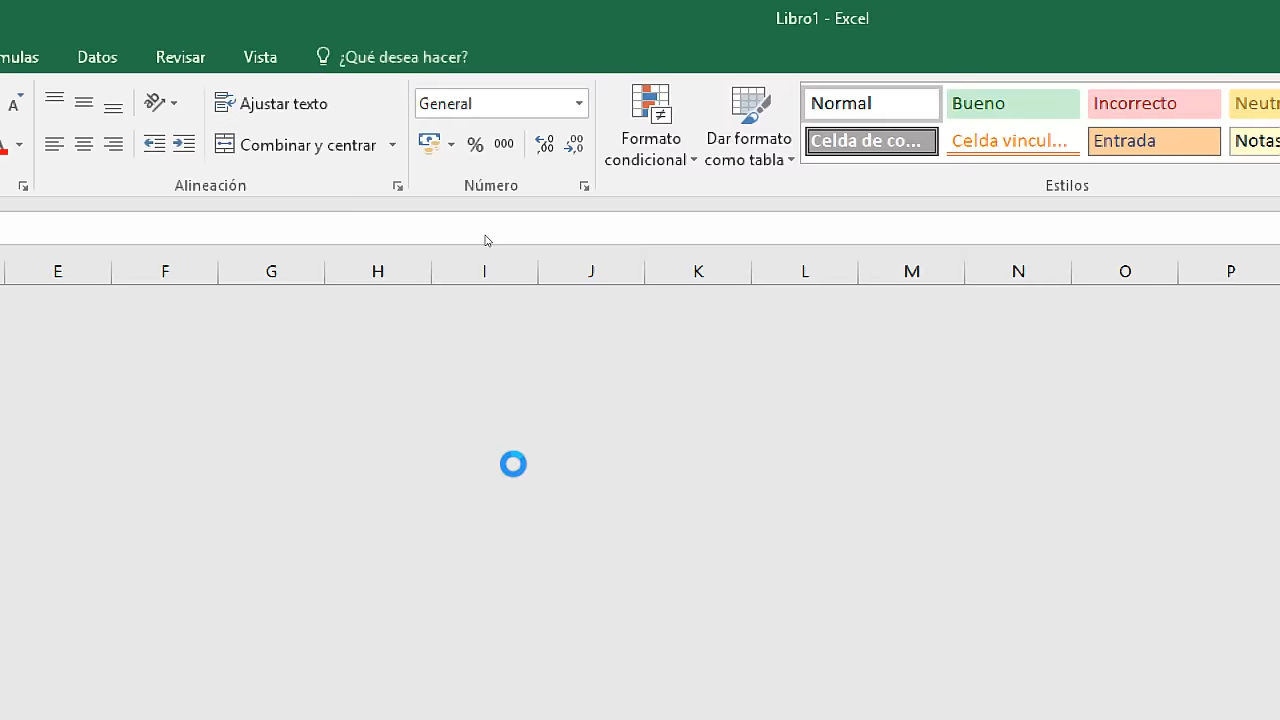 Libro1 - Excel
mulas Datos Revisar Vista ¿Qué desea hacer?
A Ajustar texto General Normal Bueno Incorrecto Neutr
Formato condicional
Dar formato como tabla
A Combinar y centrar % 000 Celda de co... Celda vincul... Entrada Notas
Alineación Número Estilos
E F G H I J K L M N O P